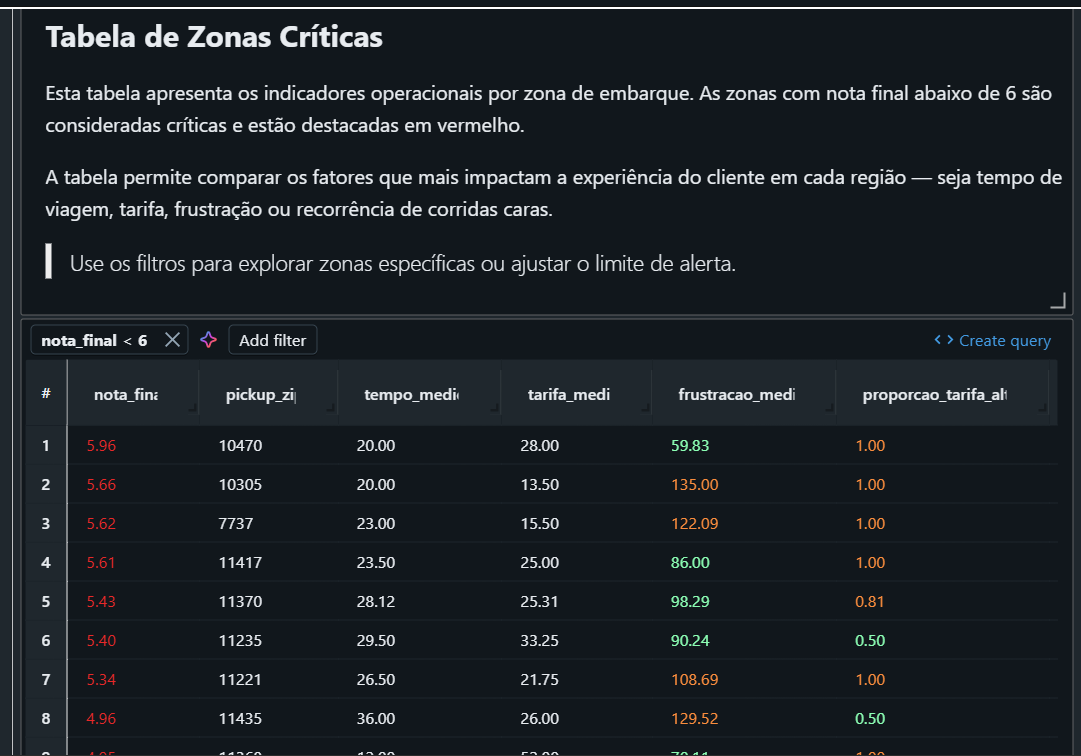 Tabela de Zonas Críticas
Esta tabela apresenta os indicadores operacionais por zona de embarque. As zonas com nota final abaixo de 6 são
consideradas críticas e estão destacadas em vermelho.
A tabela permite comparar os fatores que mais impactam a experiência do cliente em cada região — seja tempo de
viagem, tarifa, frustração ou recorrência de corridas caras.
Use os filtros para explorar zonas específicas ou ajustar o limite de alerta.
nota_final < 6 Add filter Create query
# nota_fina pickup_zi tempo_medi tarifa_medi frustracao_medi proporcao_tarifa_al
1 5.96 10470 20.00 28.00 59.83 1.00
2 5.66 10305 20.00 13.50 135.00 1.00
3 5.62 7737 23.00 15.50 122.09 1.00
4 5.61 11417 23.50 25.00 86.00 1.00
5 5.43 11370 28.12 25.31 98.29 0.81
6 5.40 11235 29.50 33.25 90.24 0.50
7 5.34 11221 26.50 21.75 108.69 1.00
8 4.96 11435 36.00 26.00 129.52 0.50